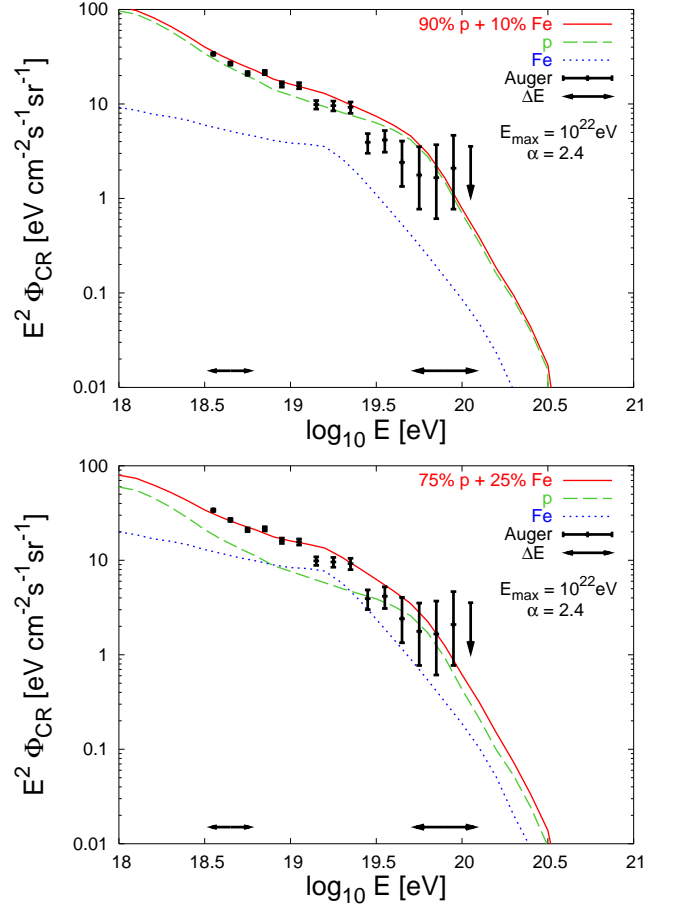 90% p + 10% Fe
p
Fe
Auger
ΔE
E_max = 10^22 eV
α = 2.4
E^2 Φ_CR [eV cm^-2 s^-1 sr^-1]
100
10
1
0.1
0.01
18 18.5 19 19.5 20 20.5 21
log_10 E [eV]
75% p + 25% Fe
p
Fe
Auger
ΔE
E_max = 10^22 eV
α = 2.4
E^2 Φ_CR [eV cm^-2 s^-1 sr^-1]
100
10
1
0.1
0.01
18 18.5 19 19.5 20 20.5 21
log_10 E [eV]